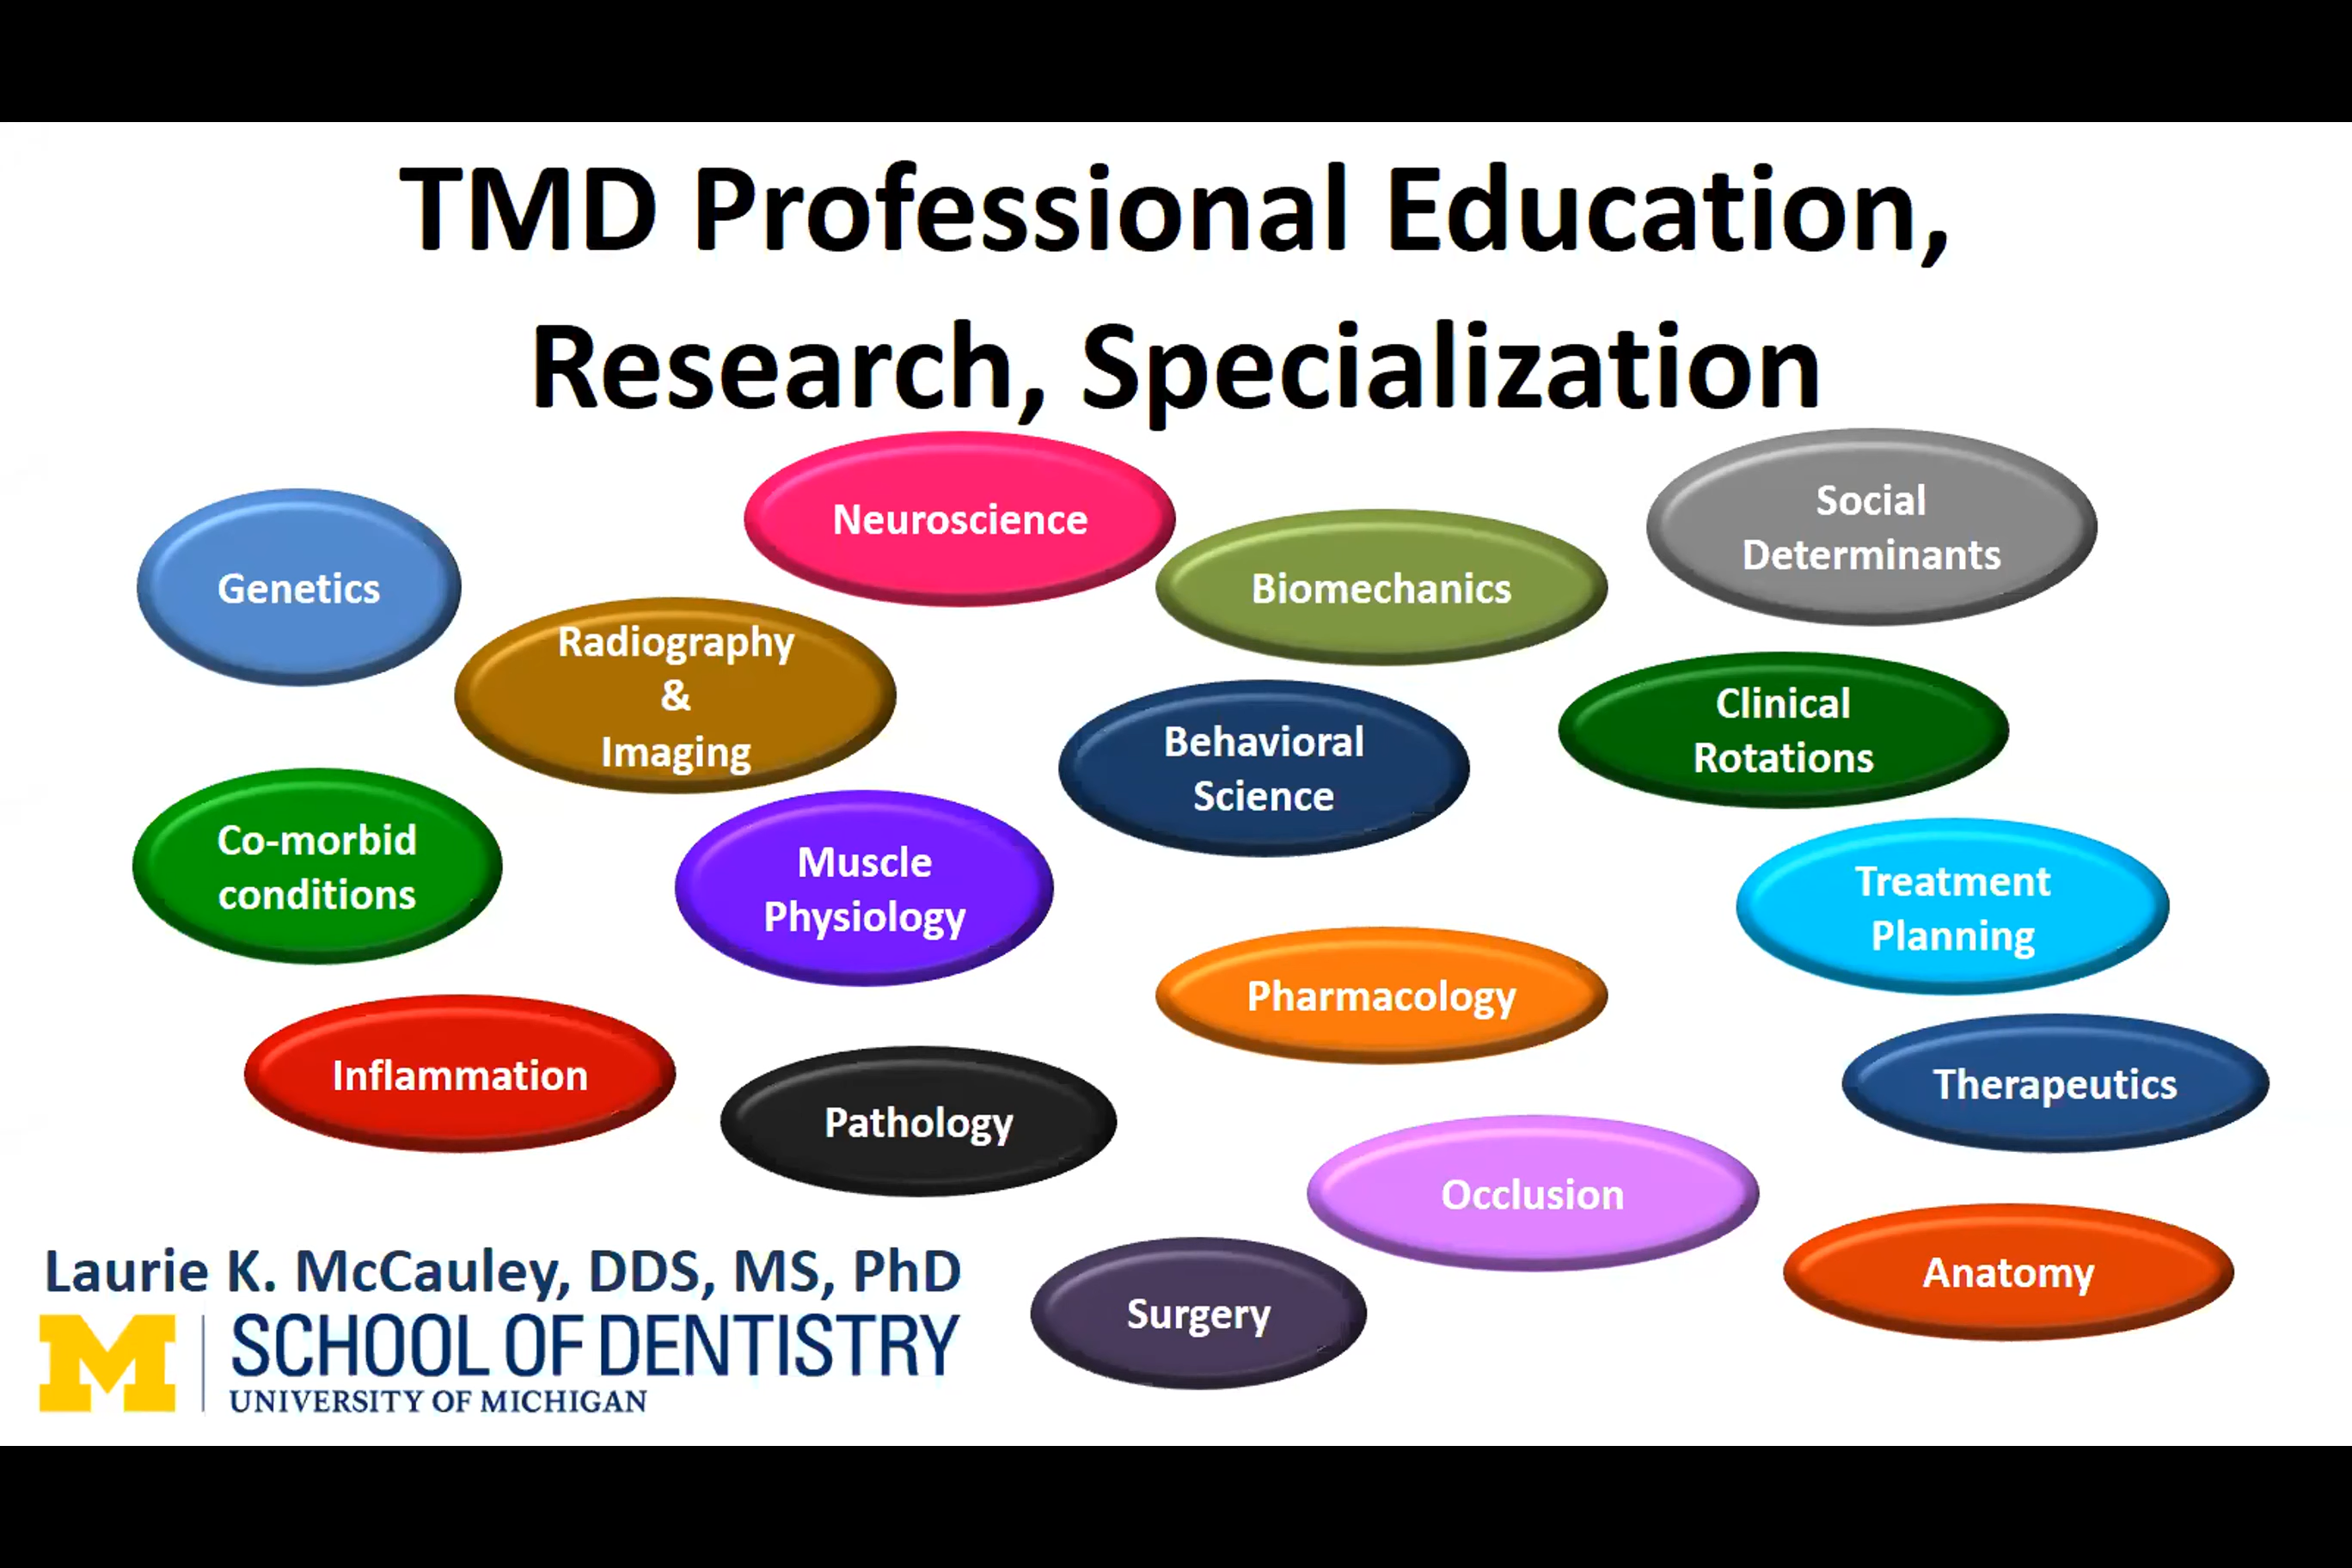 TMD Professional Education,
Research, Specialization
Neuroscience
Social
Determinants
Genetics
Biomechanics
Radiography
&
Imaging
Clinical
Rotations
Behavioral
Science
Co-morbid
conditions
Muscle
Physiology
Treatment
Planning
Pharmacology
Inflammation
Therapeutics
Pathology
Occlusion
Laurie K. McCauley, DDS, MS, PhD
M
SCHOOL OF DENTISTRY
UNIVERSITY OF MICHIGAN
Surgery
Anatomy